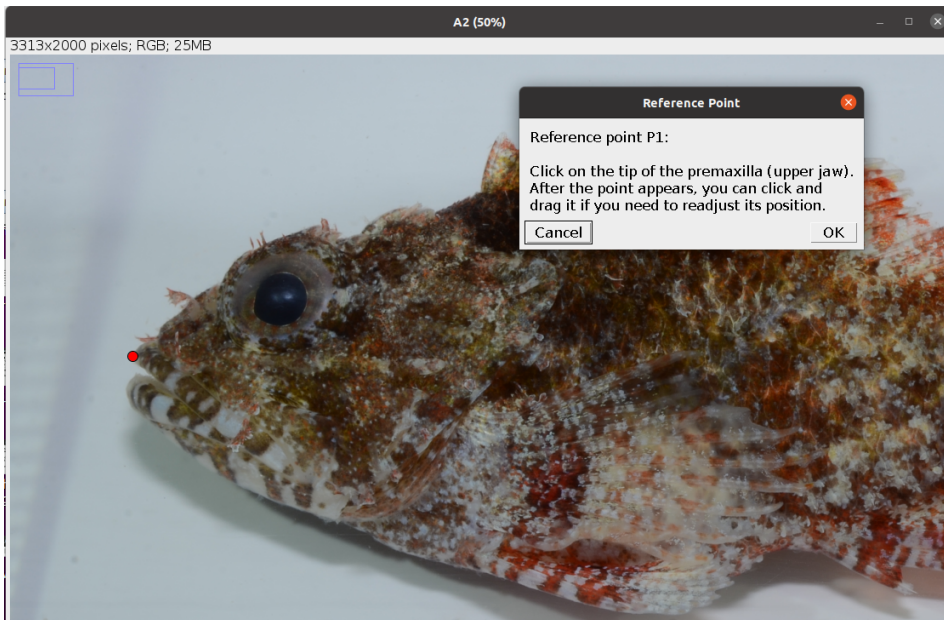 A2 (50%)
3313x2000 pixels; RGB; 25MB
Reference Point
Reference point P1:
Click on the tip of the premaxilla (upper jaw).
After the point appears, you can click and
drag it if you need to readjust its position.
Cancel
OK